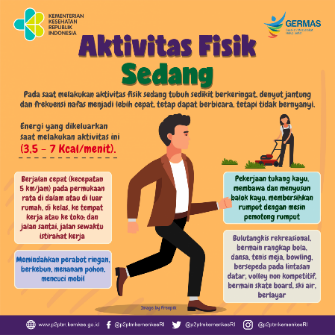 KEMENTERIAN
KESEHATAN
REPUBLIK
INDONESIA
GERMAS
Aktivitas Fisik
Sedang
Pada saat melakukan aktivitas fisik sedang tubuh sedikit berkeringat, denyut jantung
dan frekuensi nafas menjadi lebih cepat, tetap dapat berbicara, tetapi tidak bernyanyi.
Energi yang dikeluarkan
saat melakukan aktivitas ini
(3,5 – 7 Kcal/menit).
Berjalan cepat (kecepatan
5 km/jam) pada permukaan
rata di dalam atau di luar
rumah, di kelas, ke tempat
kerja atau ke toko; dan
jalan santai, jalan sewaktu
istirahat kerja
Pekerjaan tukang kayu,
membawa dan menyusun
balok kayu, membersihkan
rumput dengan mesin
pemotong rumput
Memindahkan perabot ringan,
berkebun, menanam pohon,
mencuci mobil
Bulutangkis rekreasional,
bermain rangkap bola,
dansa, tenis meja, bowling,
bersepeda pada lintasan
datar, volley non kompetitif,
bermain skate board, ski air,
berlayar
Image by Freepik
www.p2ptm.kemkes.go.id
@p2ptmkemenkesRI
@p2ptmkemenkesRI
@p2ptmkemenkesRI